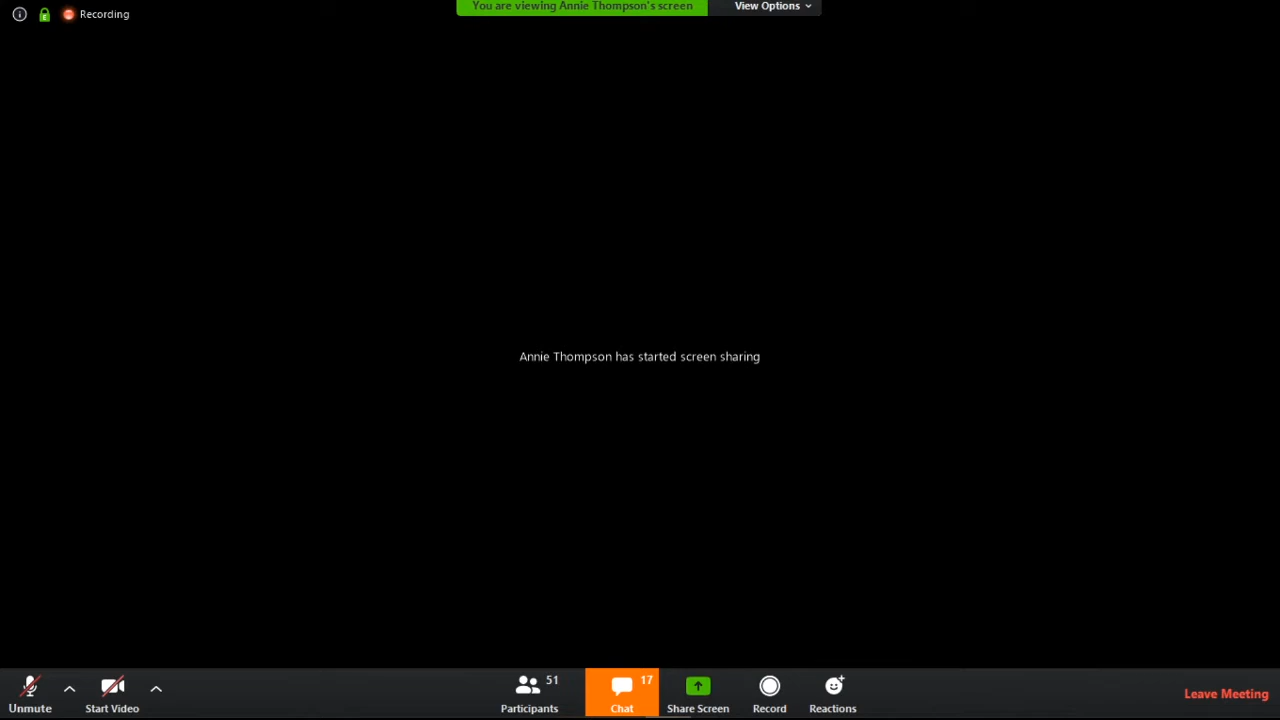 Recording
You are viewing Annie Thompson's screen
View Options
Annie Thompson has started screen sharing
Unmute
Start Video
51
Participants
17
Chat
Share Screen
Record
Reactions
Leave Meeting